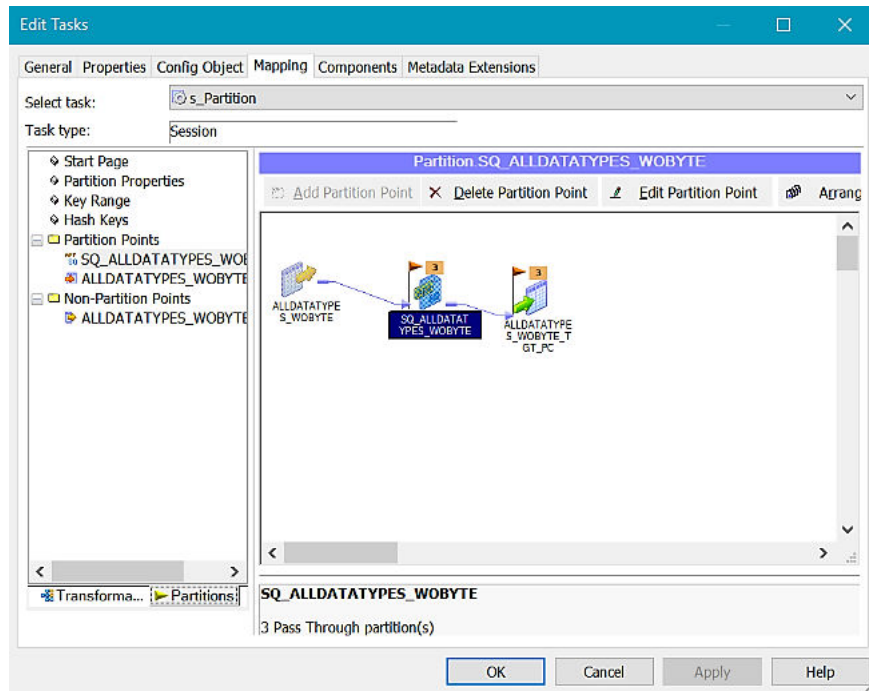 Edit Tasks
General Properties Config Object Mapping Components Metadata Extensions
Select task: s_Partition
Task type: Session
Start Page
Partition Properties
Key Range
Hash Keys
Partition Points
SQ_ALLDATATYPES_WOB
ALLDATATYPES_WOBYTE
Non-Partition Points
ALLDATATYPES_WOBYTE
Transforma... Partitions
Partition SQ_ALLDATATYPES_WOBYTE
Add Partition Point Delete Partition Point Edit Partition Point Arrang
3
3
ALLDATATYPE
S_WOBYTE
SQ_ALLDATAT
YPES_WOBYTE
ALLDATATYPE
S_WOBYTE_T
GT_PC
SQ_ALLDATATYPES_WOBYTE
3 Pass Through partition(s)
OK Cancel Apply Help